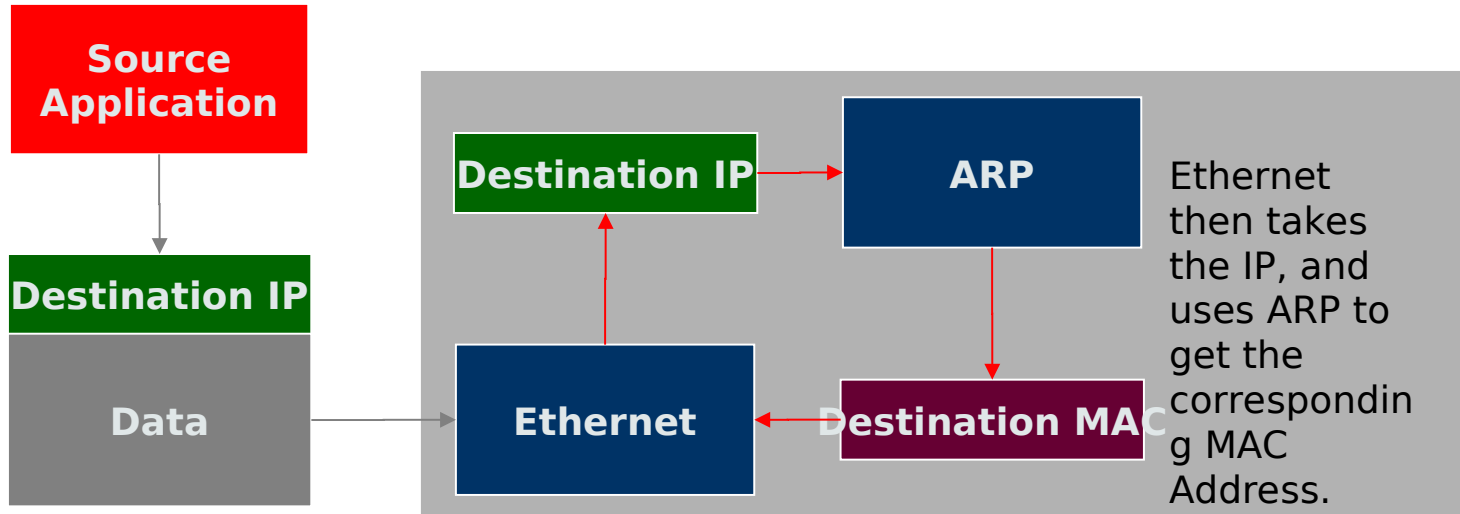 Source
Application
Destination IP
Data
Destination IP
ARP
Ethernet
Destination MAC
Ethernet
then takes
the IP, and
uses ARP to
get the
correspondin
g MAC
Address.